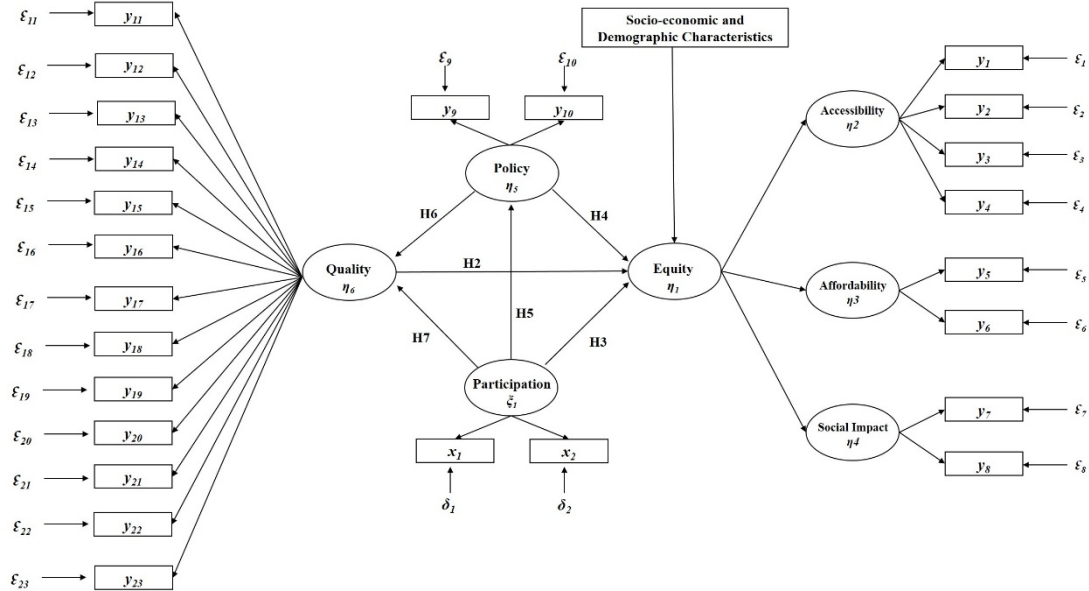 ε11
y11
ε12
y12
ε13
y13
ε14
y14
ε15
y15
ε16
y16
ε17
y17
ε18
y18
ε19
y19
ε20
y20
ε21
y21
ε22
y22
ε23
y23
Quality
η6
Socio-economic and
Demographic Characteristics
ε9
ε10
y9
y10
Policy
η5
H6
H4
H2
H5
H7
H3
Participation
ξ1
x1
x2
δ1
δ2
Equity
η1
Accessibility
η2
y1
ε1
y2
ε2
y3
ε3
y4
ε4
Affordability
η3
y5
ε5
y6
ε6
Social Impact
η4
y7
ε7
y8
ε8